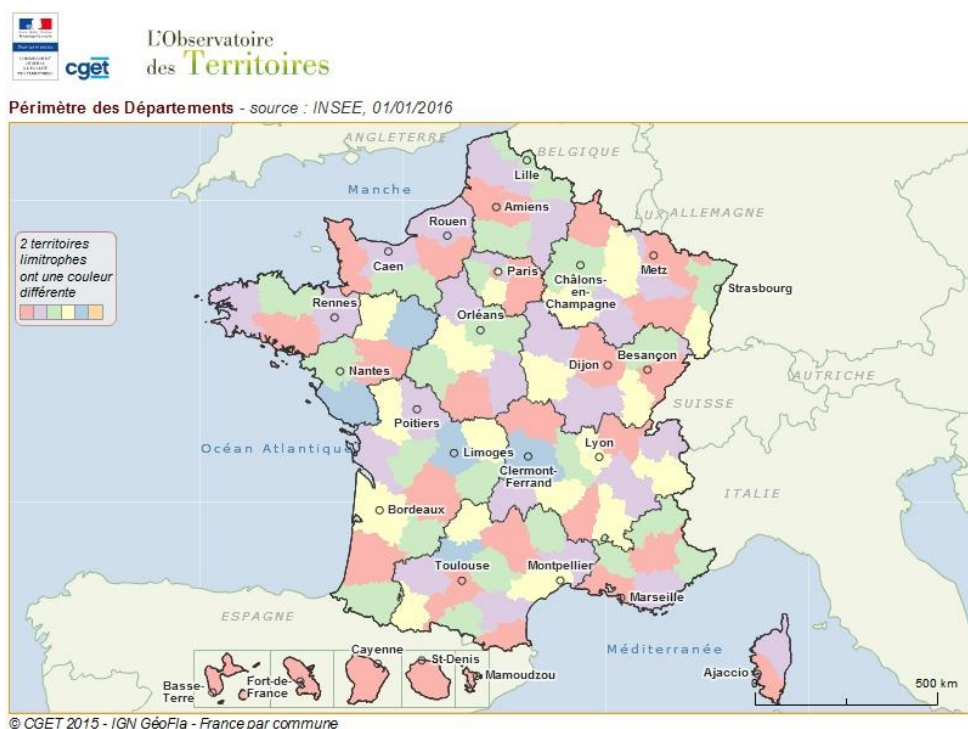 cget
L'Observatoire
des Territoires
Périmètre des Départements - source : INSEE, 01/01/2016
ANGLETERRE
BELGIQUE
Lille
Manche
Amiens
LUX
ALLEMAGNE
Rouen
2 territoires
limitrophes
ont une couleur
différente
Caen
Paris
Châlons-
en-
Champagne
Metz
Strasbourg
Rennes
Orléans
Nantes
Dijon
Besançon
AUTRICHE
SUISSE
Poitiers
Océan Atlantique
Limoges
Clermont-
Ferrand
Lyon
ITALIE
Bordeaux
Toulouse
Montpellier
Marseille
ESPAGNE
Méditerranée
Cayenne
St-Denis
Mamoudzou
Basse-
Terre
Fort-de-
France
Ajaccio
0
500 km
© CGET 2015 - IGN GéoFla - France par commune